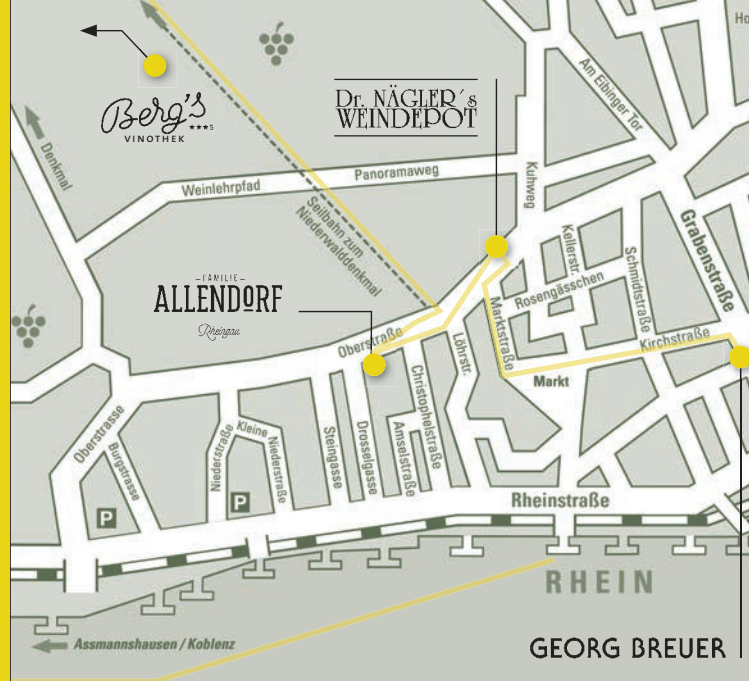 Ho
Am Eibinger Tor
Berg's
★★★S
VINOTHEK
Dr. NÄGLER´s
WEINDEPOT
Denkmal
Weinlehrpfad
Panoramaweg
Kuhweg
Seilbahn zum
Niederwalddenkmal
Grabenstraße
Kellerstr.
Schmidtstraße
Rosengässchen
– FAMILIE –
ALLENDORF
Rheingau
Oberstraße
Löhrstr.
Marktstraße
Kirchstraße
Markt
Christophelstraße
Amselstraße
Drosselgasse
Steingasse
Oberstrasse
Burgstrasse
Niederstraße
Kleine
Niederstraße
P
P
Rheinstraße
RHEIN
Assmannshausen / Koblenz
GEORG BREUER